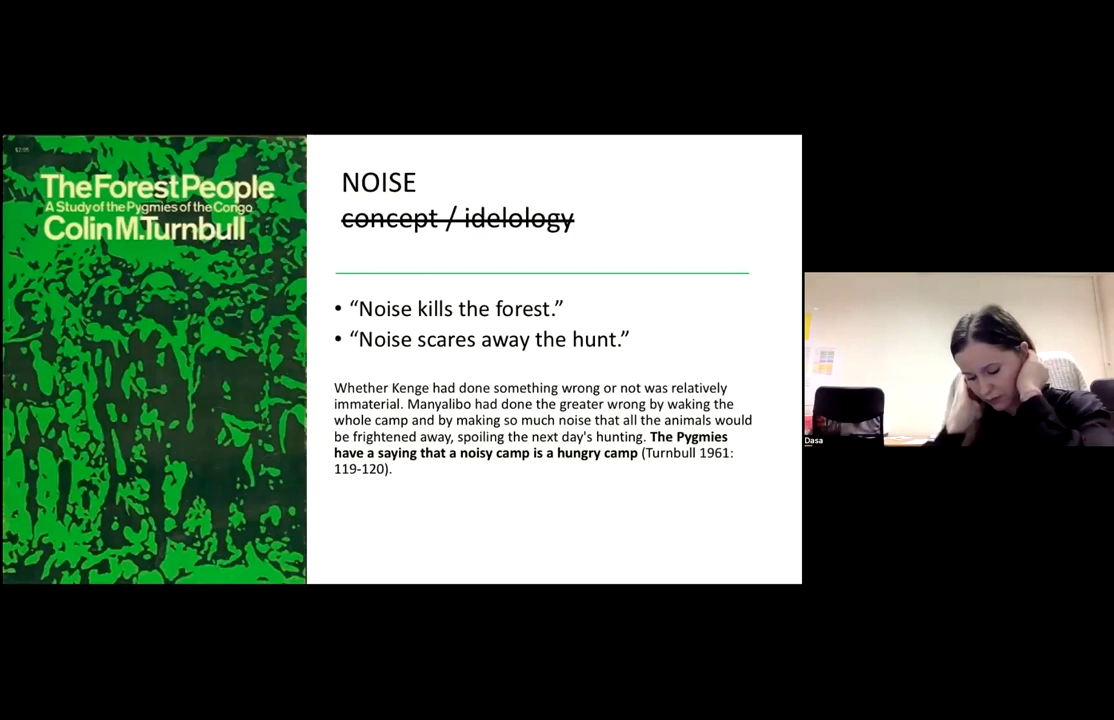 $2.95
The Forest People
A Study of the Pygmies of the Congo
Colin M. Turnbull
NOISE
concept / idelology
• “Noise kills the forest.”
• “Noise scares away the hunt.”
Whether Kenge had done something wrong or not was relatively
immaterial. Manyalibo had done the greater wrong by waking the
whole camp and by making so much noise that all the animals would
be frightened away, spoiling the next day's hunting. The Pygmies
have a saying that a noisy camp is a hungry camp (Turnbull 1961:
119-120).
Dasa